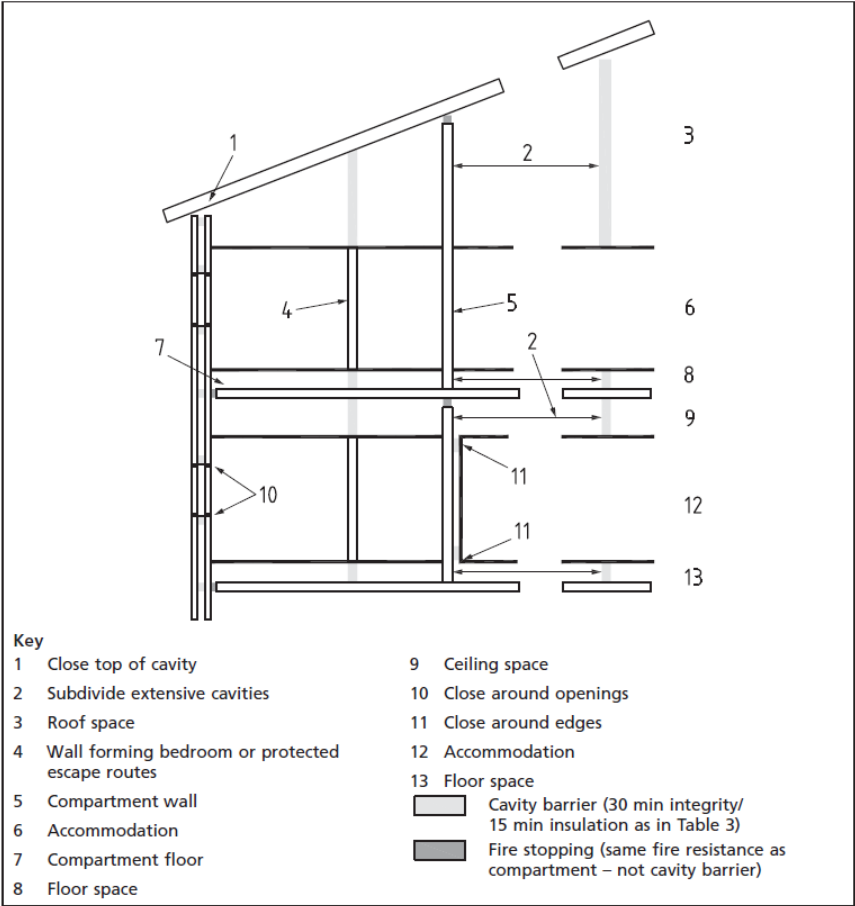 1
2
3
4
5
6
7
2
8
9
10
11
11
12
13
Key
1 Close top of cavity
2 Subdivide extensive cavities
3 Roof space
4 Wall forming bedroom or protected
escape routes
5 Compartment wall
6 Accommodation
7 Compartment floor
8 Floor space
9 Ceiling space
10 Close around openings
11 Close around edges
12 Accommodation
13 Floor space
Cavity barrier (30 min integrity/
15 min insulation as in Table 3)
Fire stopping (same fire resistance as
compartment – not cavity barrier)